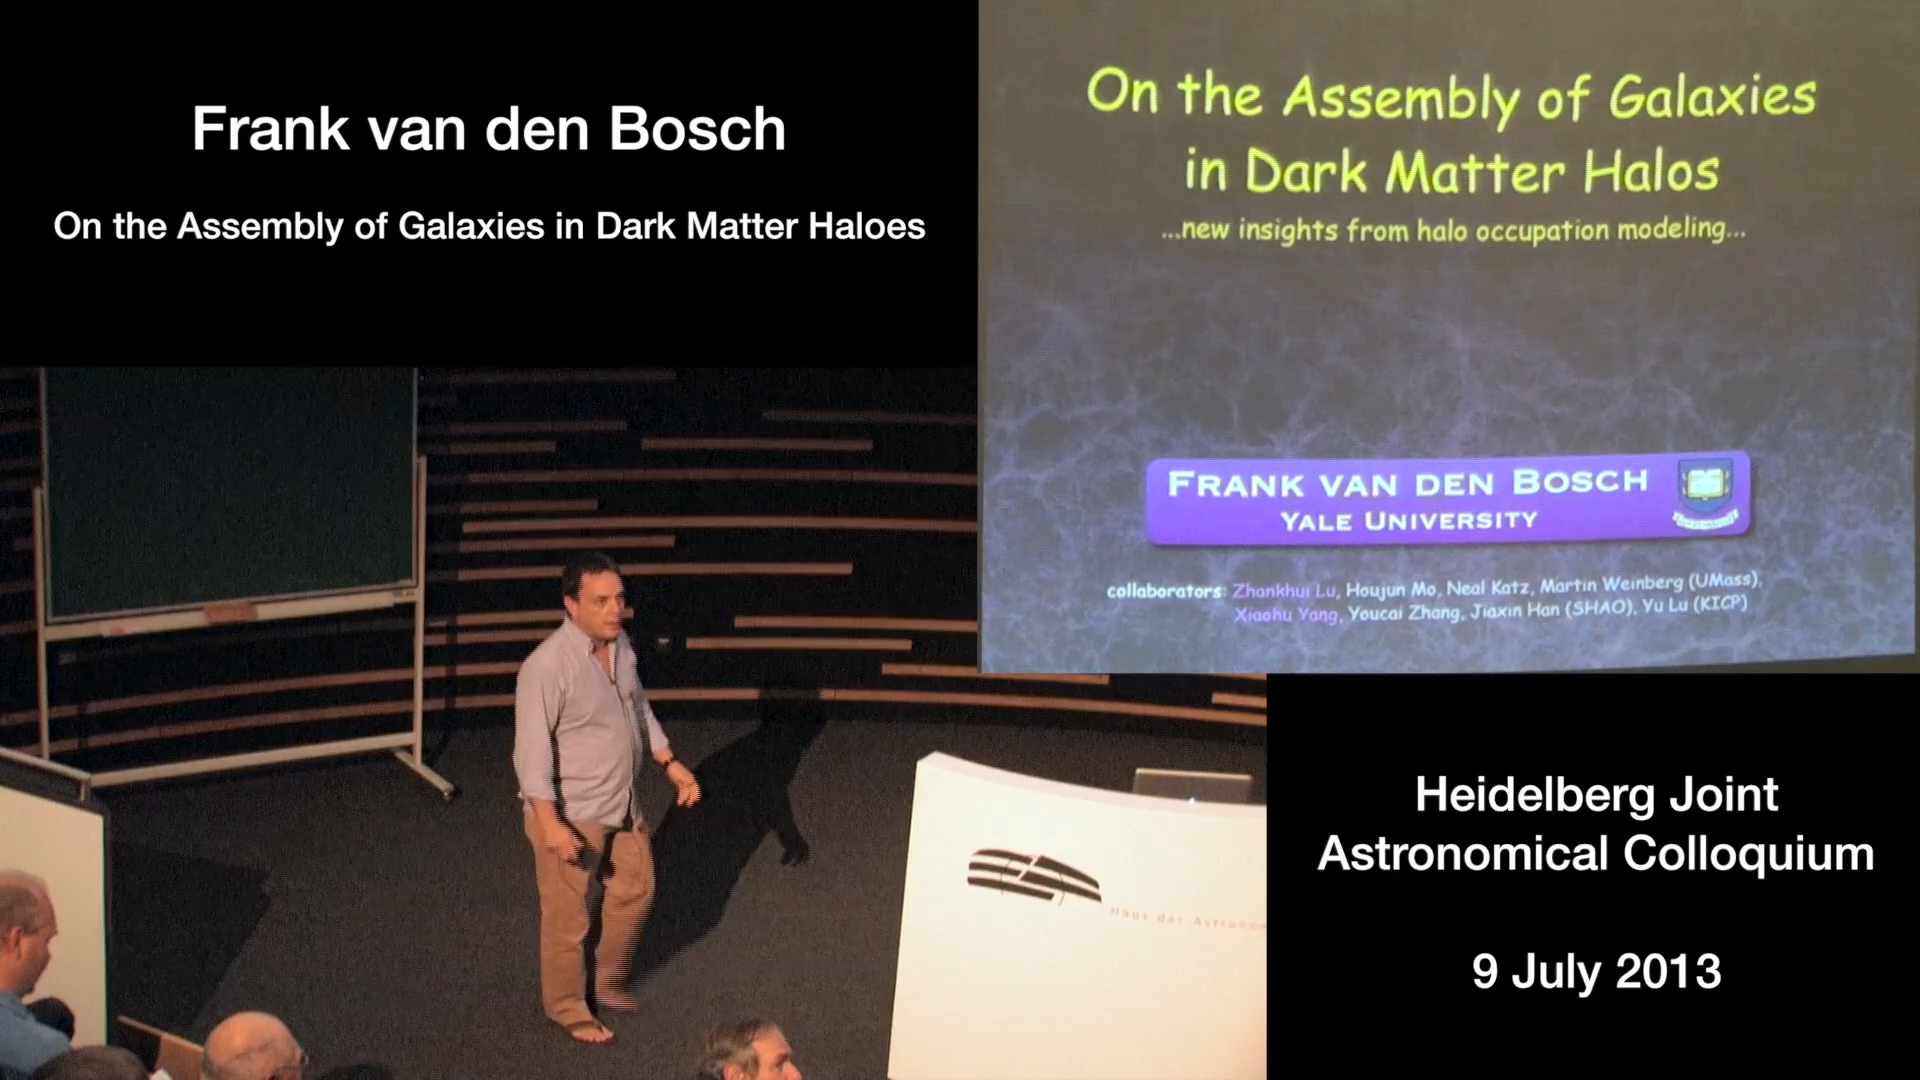 Frank van den Bosch
On the Assembly of Galaxies in Dark Matter Haloes
On the Assembly of Galaxies
in Dark Matter Halos
...new insights from halo occupation modeling...
FRANK VAN DEN BOSCH
YALE UNIVERSITY
collaborators: Zhankhui Lu, Houjun Mo, Neal Katz, Martin Weinberg (UMass),
Xiaohu Yang, Youcai Zhang, Jiaxin Han (SHAO), Yu Lu (KICP)
Haus der Astronom
Heidelberg Joint
Astronomical Colloquium
9 July 2013